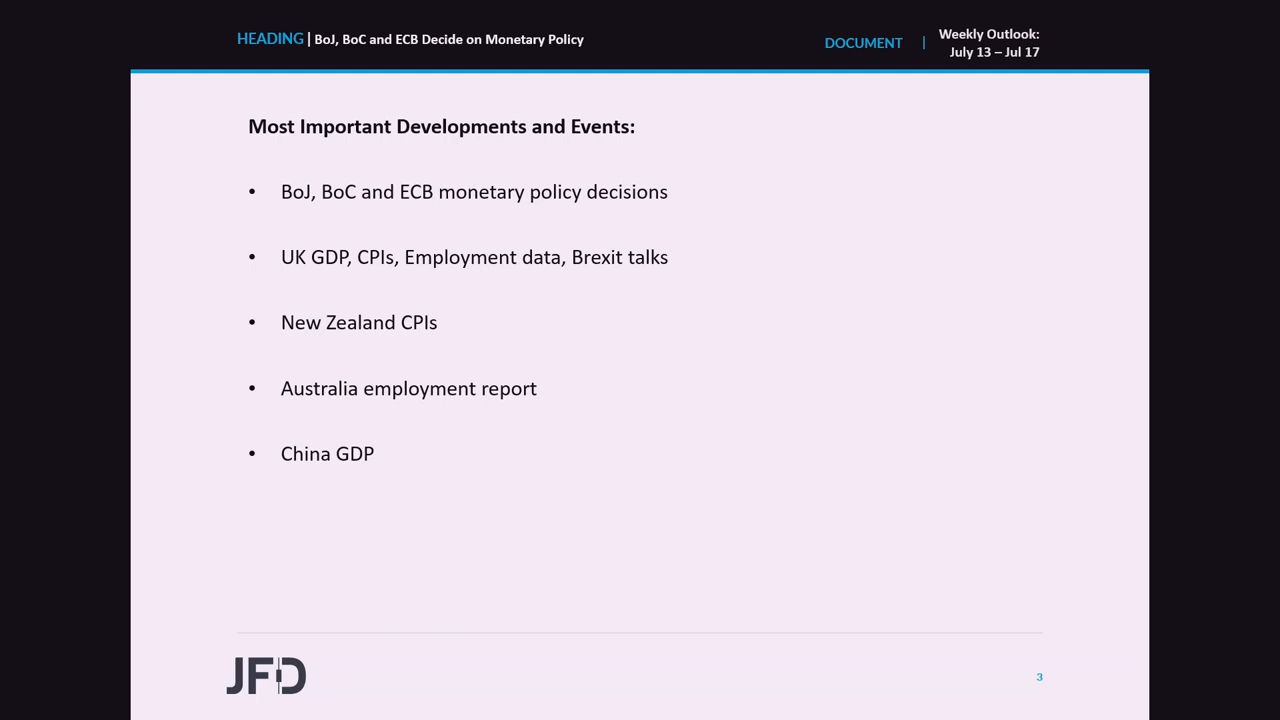 HEADING | BoJ, BoC and ECB Decide on Monetary Policy
DOCUMENT | Weekly Outlook:
July 13 – Jul 17
Most Important Developments and Events:
• BoJ, BoC and ECB monetary policy decisions
• UK GDP, CPIs, Employment data, Brexit talks
• New Zealand CPIs
• Australia employment report
• China GDP
JFD
3